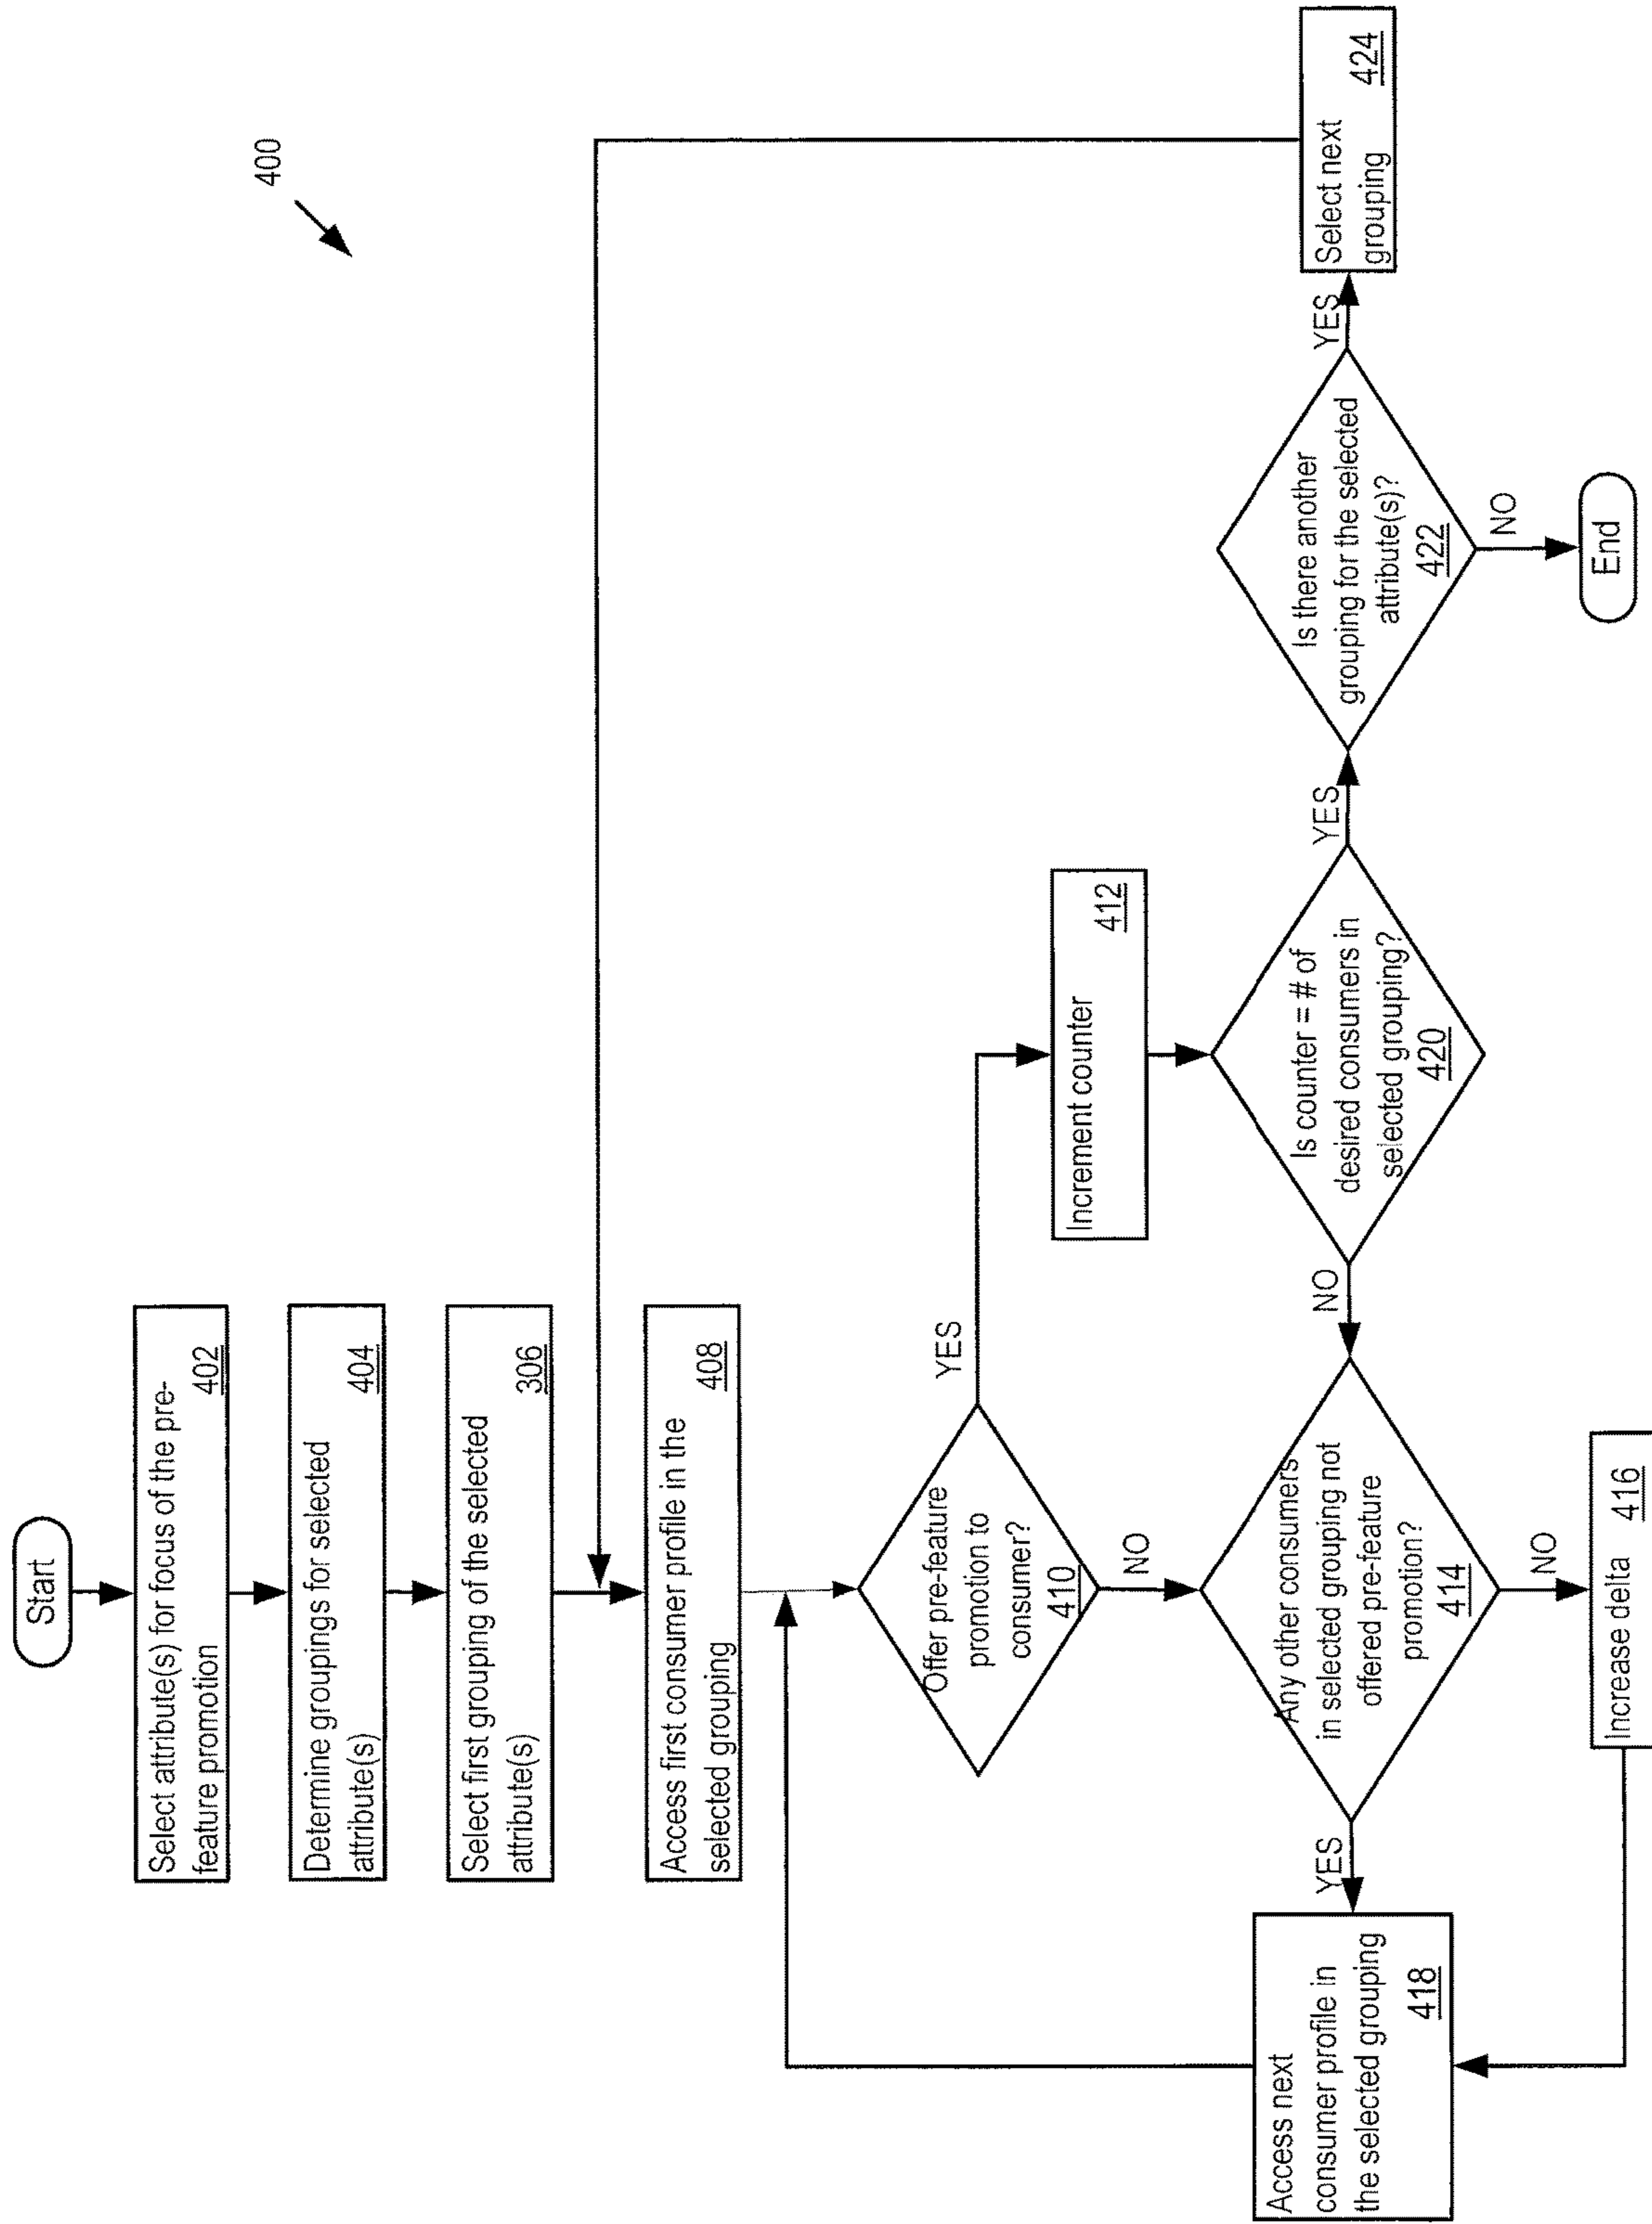 400
Start
Select attribute(s) for focus of the pre-
feature promotion 402
Determine groupings for selected
attribute(s) 404
Select first grouping of the selected
attribute(s) 306
Access first consumer profile in the
selected grouping 408
Offer pre-feature
promotion to
consumer?
410
YES
NO
Increment counter
412
Any other consumers
in selected grouping not
offered pre-feature
promotion?
414
YES
NO
Increase delta 416
Access next
consumer profile in
the selected grouping
418
Is counter = # of
desired consumers in
selected grouping?
420
NO
YES
Is there another
grouping for the selected
attribute(s)?
422
YES
NO
Select next
grouping 424
End